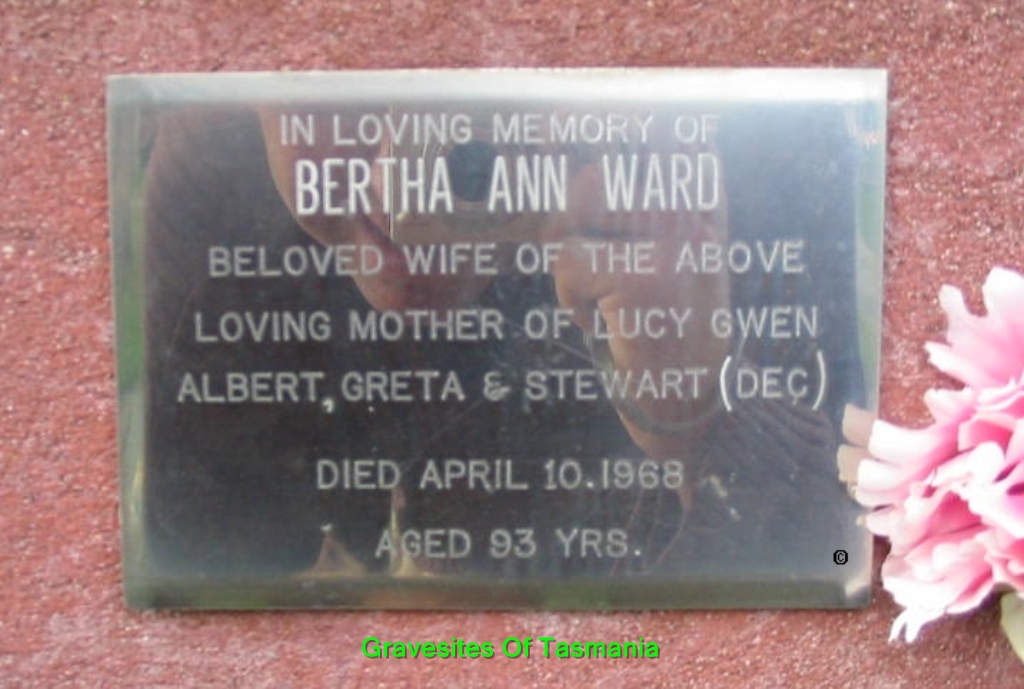 IN LOVING MEMORY OF
BERTHA ANN WARD
BELOVED WIFE OF THE ABOVE
LOVING MOTHER OF LUCY GWEN
ALBERT, GRETA & STEWART (DEC)
DIED APRIL 10.1968
AGED 93 YRS.
©
Gravesites Of Tasmania